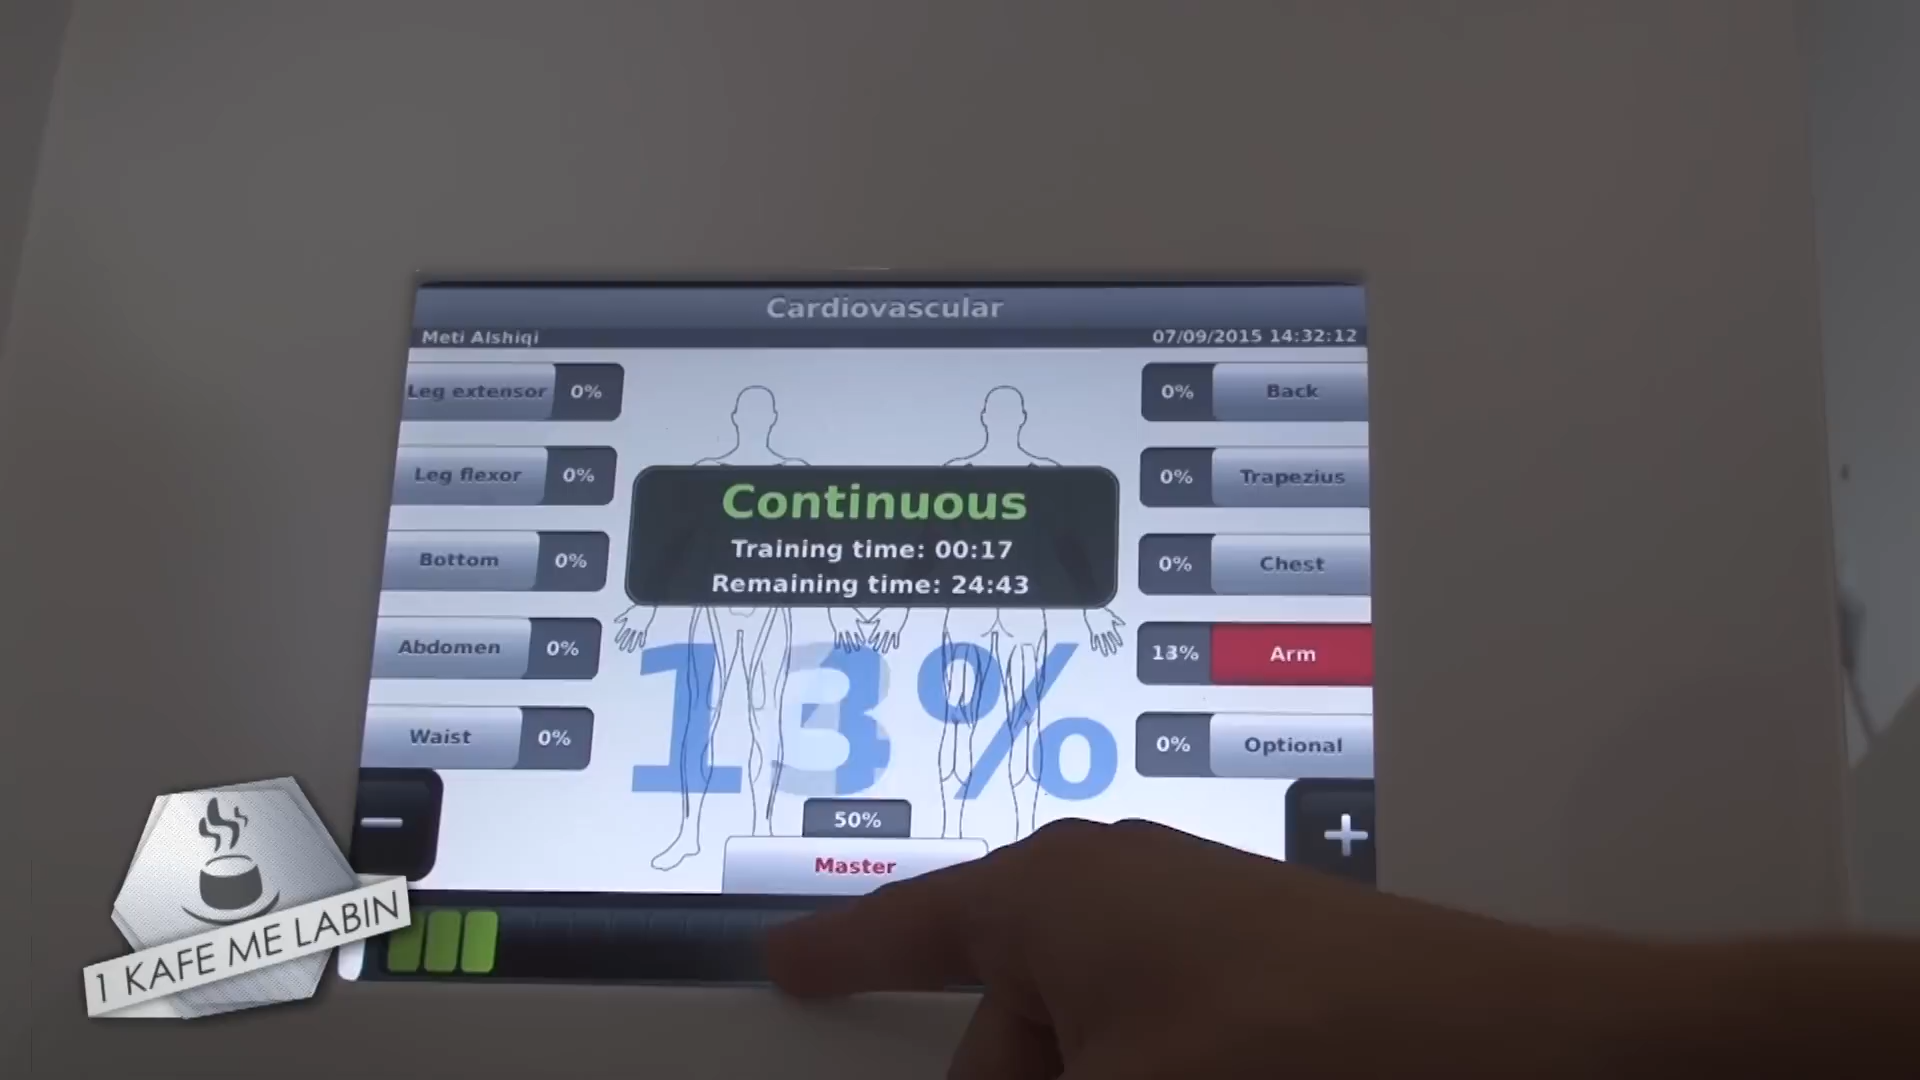 Cardiovascular
Meti Alshiqi
07/09/2015 14:32:12
Leg extensor 0%
0% Back
Leg flexor 0%
0% Trapezius
Continuous
Training time: 00:17
Remaining time: 24:43
Bottom 0%
0% Chest
Abdomen 0%
13% Arm
13%
Waist 0%
0% Optional
−
50%
+
Master
1 KAFE ME LABIN